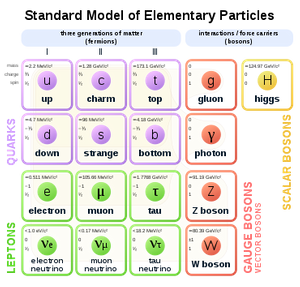 Standard Model of Elementary Particles
three generations of matter
(fermions)
interactions / force carriers
(bosons)
I II III
mass
charge
spin
≃2.2 MeV/c²
⅔
½
u
up
≃1.28 GeV/c²
⅔
½
c
charm
≃173.1 GeV/c²
⅔
½
t
top
0
0
1
g
gluon
≃124.97 GeV/c²
0
0
H
higgs
QUARKS
≃4.7 MeV/c²
-⅓
½
d
down
≃96 MeV/c²
-⅓
½
s
strange
≃4.18 GeV/c²
-⅓
½
b
bottom
0
0
1
γ
photon
SCALAR BOSONS
≃0.511 MeV/c²
-1
½
e
electron
≃105.66 MeV/c²
-1
½
μ
muon
≃1.7768 GeV/c²
-1
½
τ
tau
≃91.19 GeV/c²
0
1
Z
Z boson
LEPTONS
<1.0 eV/c²
0
½
νe
electron
neutrino
<0.17 MeV/c²
0
½
νμ
muon
neutrino
<18.2 MeV/c²
0
½
ντ
tau
neutrino
≃80.39 GeV/c²
±1
1
W
W boson
GAUGE BOSONS
VECTOR BOSONS